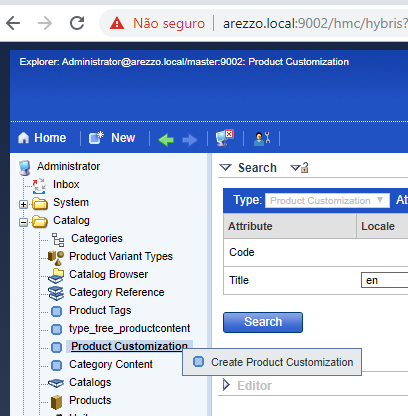 Não seguro | arezzo.local:9002/hmc/hybris?
Explorer: Administrator@arezzo.local/master:9002: Product Customization
Home New
Administrator
Inbox
System
Catalog
Categories
Product Variant Types
Catalog Browser
Category Reference
Product Tags
type_tree_productcontent
Product Customization
Category Content
Catalogs
Products
Search
Type: Product Customization
Attribute Locale
Code
Title en
Search
Create Product Customization
Editor